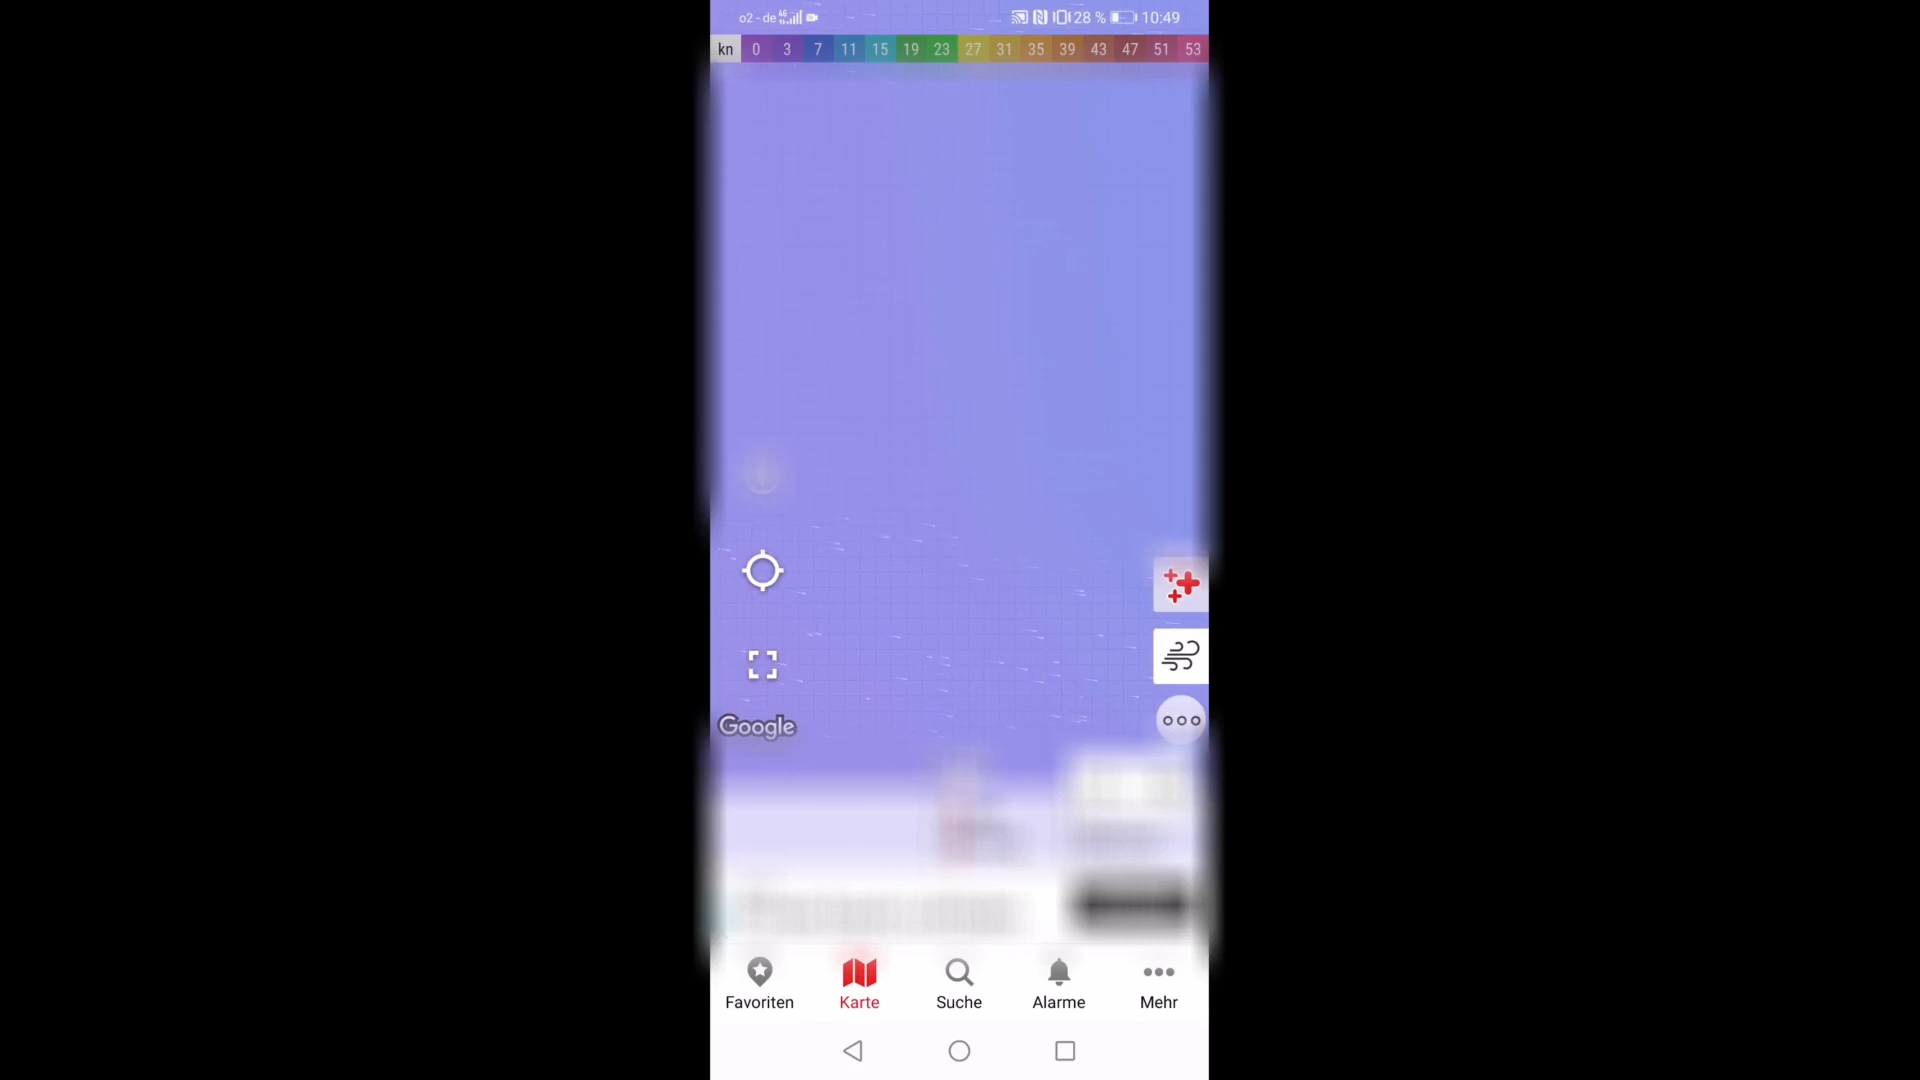 o2 - de 4G 28 % 10:49
kn 0 3 7 11 15 19 23 27 31 35 39 43 47 51 53
Google
Favoriten Karte Suche Alarme Mehr